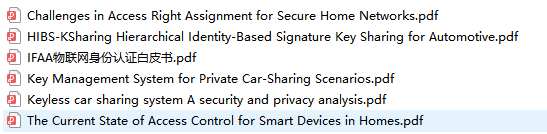 Challenges in Access Right Assignment for Secure Home Networks.pdf
HIBS-KSharing Hierarchical Identity-Based Signature Key Sharing for Automotive.pdf
IFAA物联网身份认证白皮书.pdf
Key Management System for Private Car-Sharing Scenarios.pdf
Keyless car sharing system A security and privacy analysis.pdf
The Current State of Access Control for Smart Devices in Homes.pdf